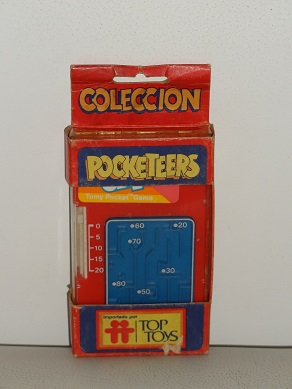 COLECCION
POCKETEERS
Tomy Pocket Game
0
5
10
15
20
60
20
70
30
80
50
importado por
TOP
TOYS